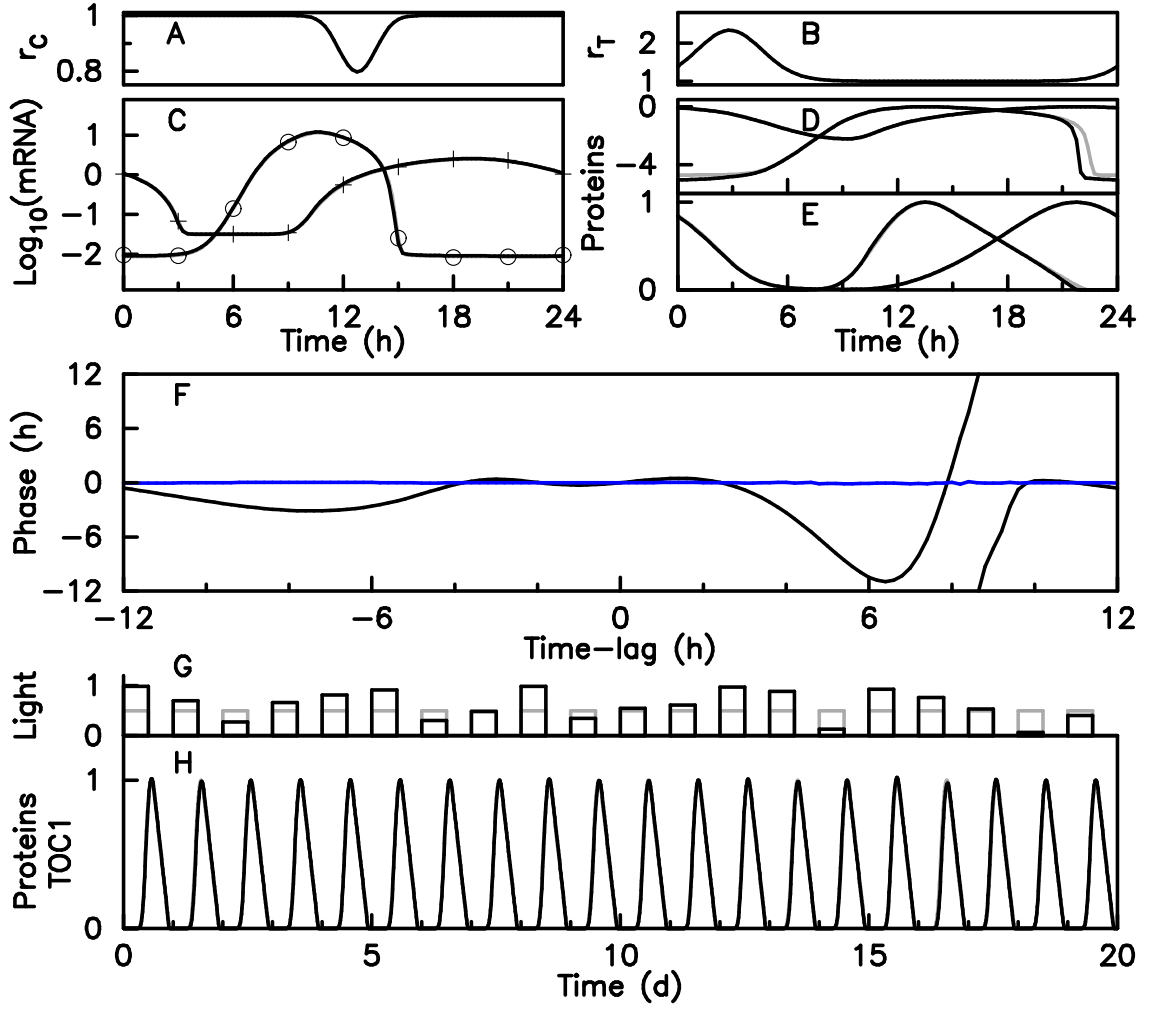 A
r_C
1
0.8
B
r_T
2
1
C
Log₁₀(mRNA)
1
0
−1
−2
0 6 12 18 24
Time (h)
D
0
−4
Proteins
E
1
0
0 6 12 18 24
Time (h)
F
Phase (h)
12
6
0
−6
−12
−12 −6 0 6 12
Time−lag (h)
G
Light
1
0
H
Proteins
TOC1
1
0
0 5 10 15 20
Time (d)